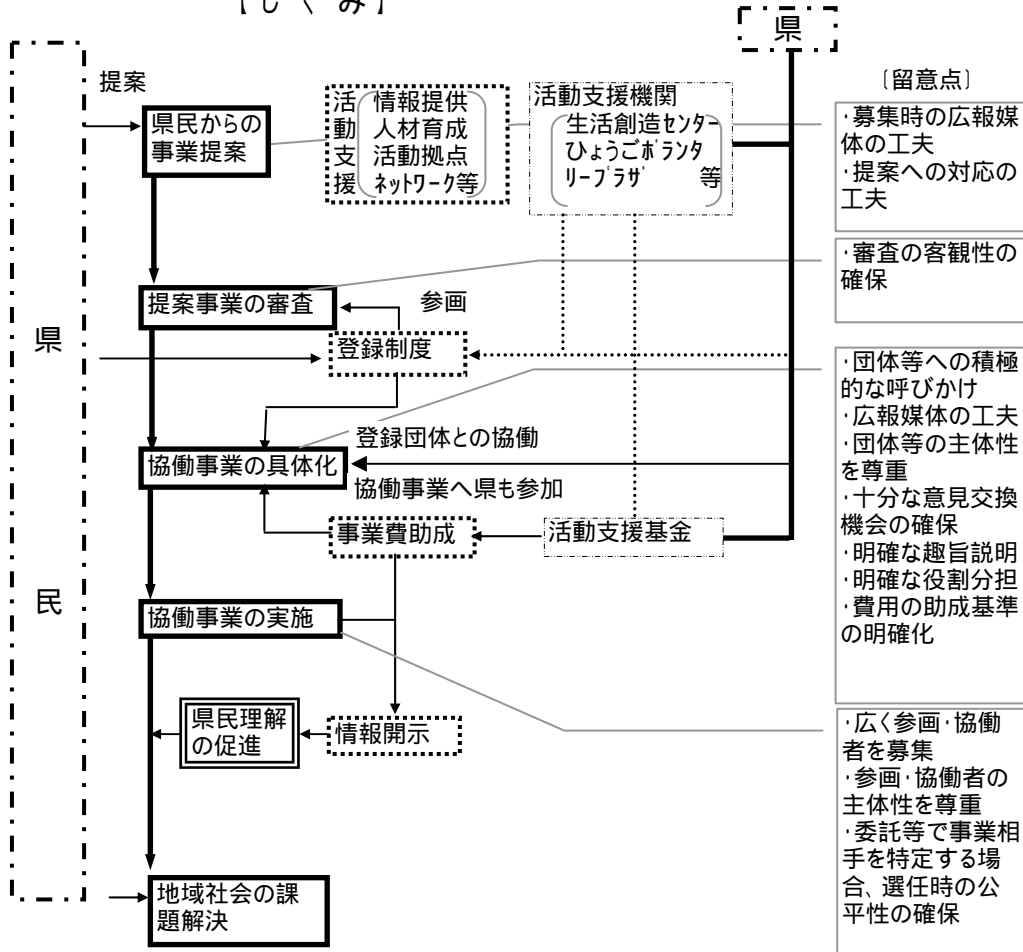 【しくみ】
県
提案
県民からの
事業提案
活動支援
情報提供
人材育成
活動拠点
ネットワーク等
活動支援機関
生活創造センター
ひょうごボランタ
リープラザ 等
〔留意点〕
・募集時の広報媒
体の工夫
・提案への対応の
工夫
提案事業の審査
参画
・審査の客観性の
確保
県民
登録制度
登録団体との協働
協働事業の具体化
協働事業へ県も参加
・団体等への積極
的な呼びかけ
・広報媒体の工夫
・団体等の主体性
を尊重
・十分な意見交換
機会の確保
・明確な趣旨説明
・明確な役割分担
・費用の助成基準
の明確化
事業費助成
活動支援基金
協働事業の実施
県民理解
の促進
情報開示
・広く参画・協働
者を募集
・参画・協働者の
主体性を尊重
・委託等で事業相
手を特定する場
合、選任時の公
平性の確保
地域社会の課
題解決